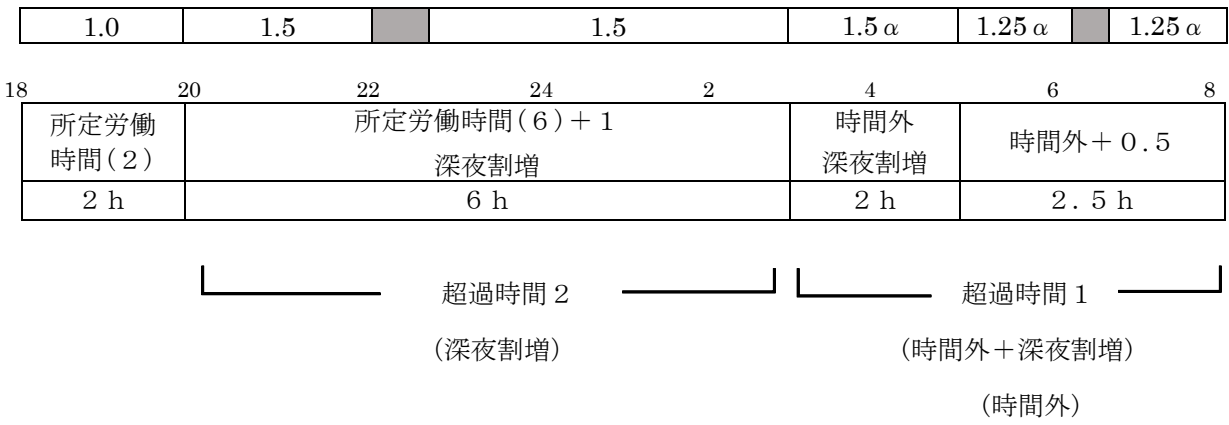 1.0 1.5 1.5 1.5α 1.25α 1.25α
18 20 22 24 2 4 6 8
所定労働
時間(2)
所定労働時間(6)+1
深夜割増
時間外
深夜割増
時間外+0.5
2h 6h 2h 2.5h
超過時間2 超過時間1
(深夜割増) (時間外+深夜割増)
(時間外)